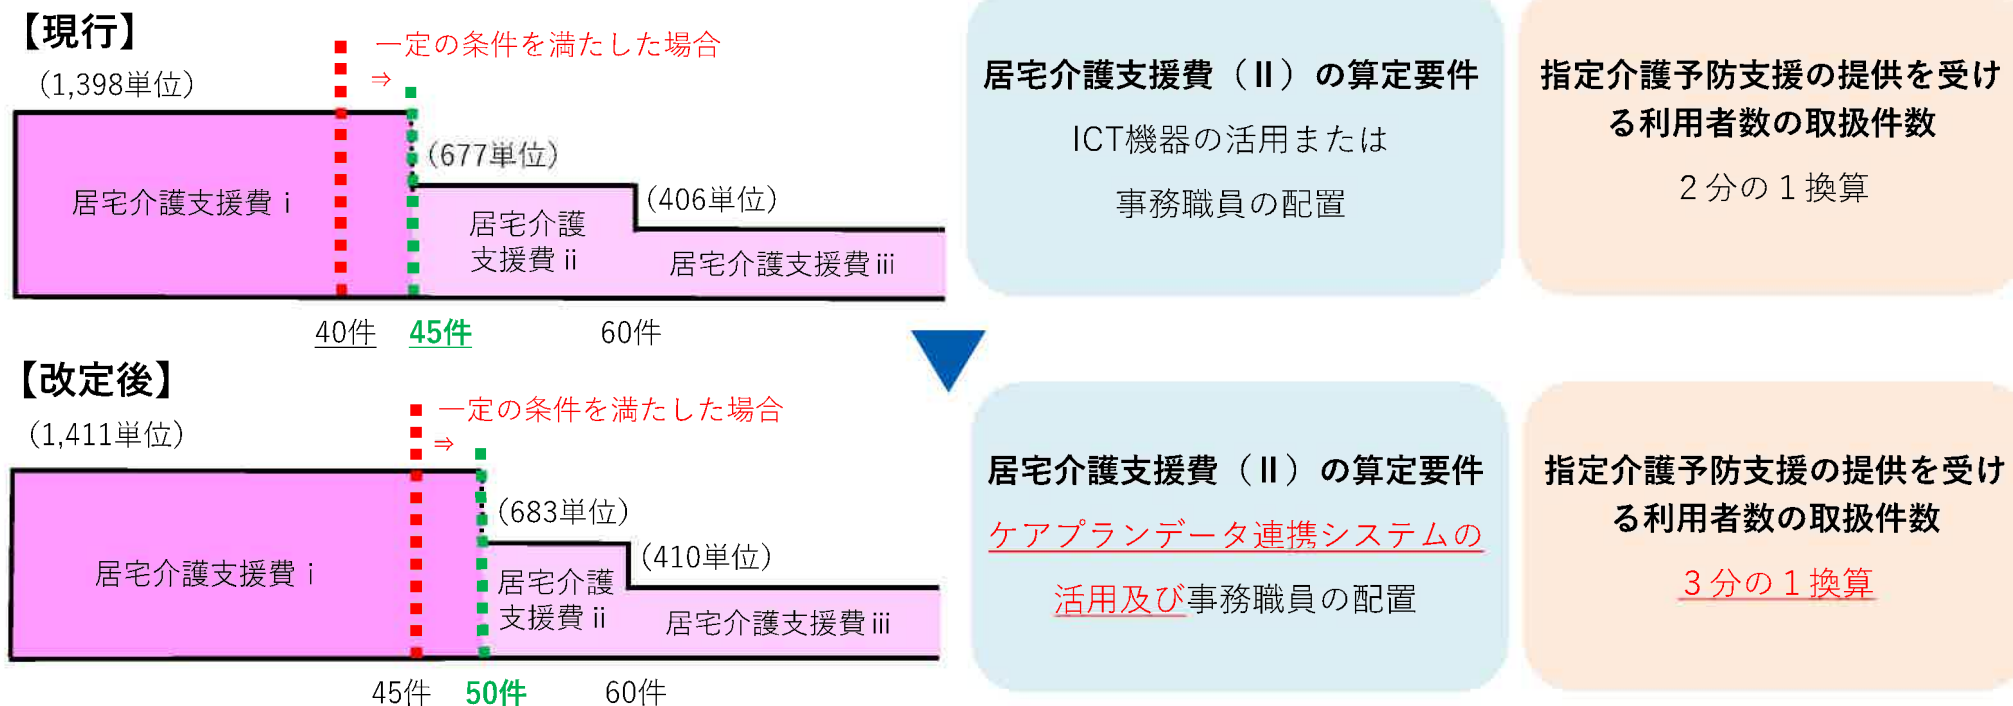 【現行】
一定の条件を満たした場合
⇒
（1,398単位）
（677単位）
（406単位）
居宅介護支援費ⅰ
居宅介護
支援費ⅱ
居宅介護支援費ⅲ
40件
45件
60件
居宅介護支援費（Ⅱ）の算定要件
ICT機器の活用または
事務職員の配置
指定介護予防支援の提供を受け
る利用者数の取扱件数
２分の１換算
【改定後】
一定の条件を満たした場合
⇒
（1,411単位）
（683単位）
（410単位）
居宅介護支援費ⅰ
居宅介護
支援費ⅱ
居宅介護支援費ⅲ
45件
50件
60件
居宅介護支援費（Ⅱ）の算定要件
ケアプランデータ連携システムの
活用及び事務職員の配置
指定介護予防支援の提供を受け
る利用者数の取扱件数
３分の１換算